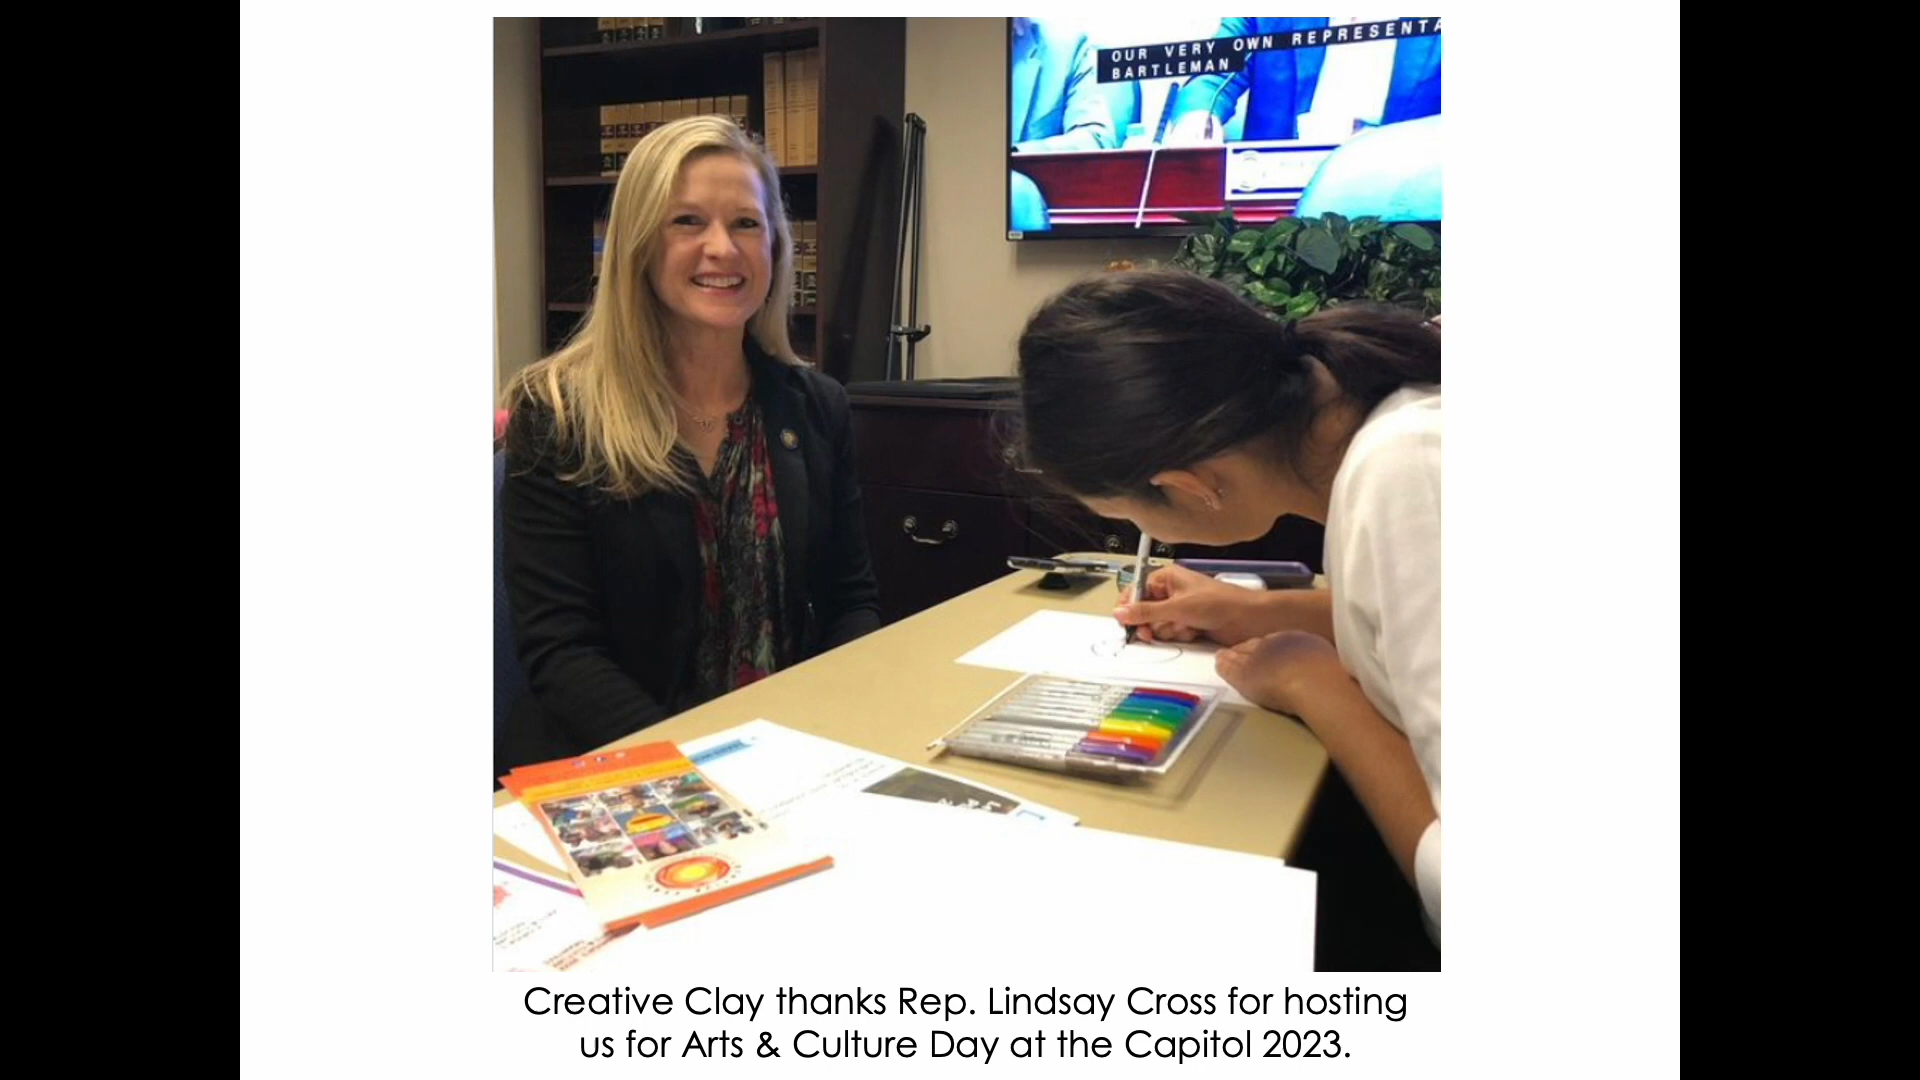 OUR VERY OWN REPRESENTA
BARTLEMAN
Creative Clay thanks Rep. Lindsay Cross for hosting
us for Arts & Culture Day at the Capitol 2023.